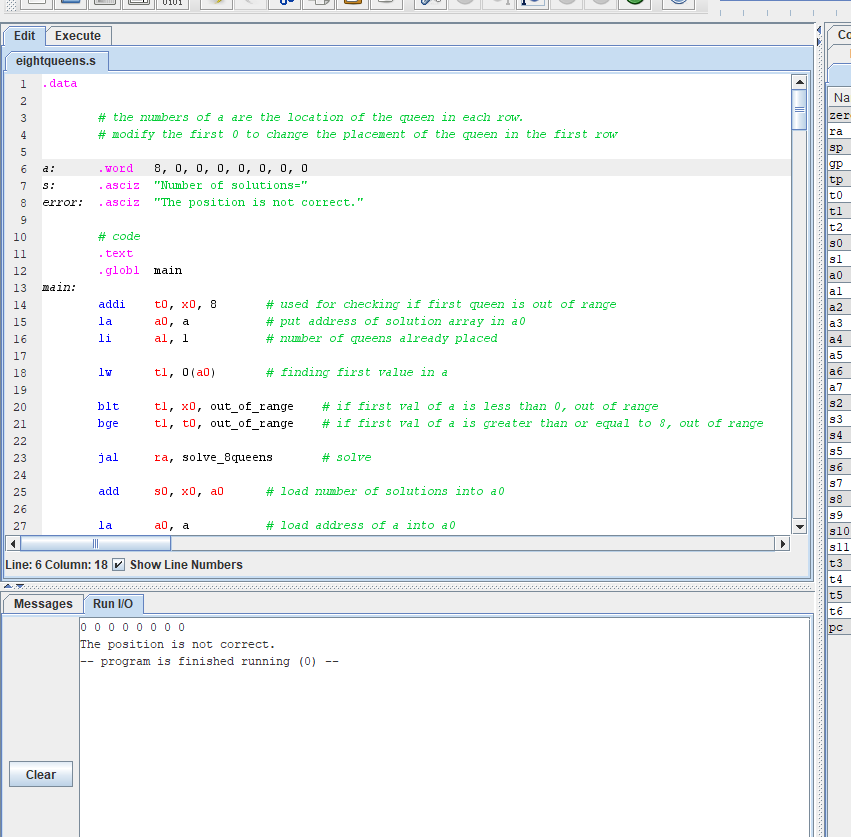 0101
Edit Execute
eightqueens.s
1 .data
2
3 # the numbers of a are the location of the queen in each row.
4 # modify the first 0 to change the placement of the queen in the first row
5
6 a: .word 8, 0, 0, 0, 0, 0, 0, 0
7 s: .asciz "Number of solutions="
8 error: .asciz "The position is not correct."
9
10 # code
11 .text
12 .globl main
13 main:
14 addi t0, x0, 8 # used for checking if first queen is out of range
15 la a0, a # put address of solution array in a0
16 li a1, 1 # number of queens already placed
17
18 lw t1, 0(a0) # finding first value in a
19
20 blt t1, x0, out_of_range # if first val of a is less than 0, out of range
21 bge t1, t0, out_of_range # if first val of a is greater than or equal to 8, out of range
22
23 jal ra, solve_8queens # solve
24
25 add s0, x0, a0 # load number of solutions into a0
26
27 la a0, a # load address of a into a0
Line: 6 Column: 18 Show Line Numbers
Messages Run I/O
0 0 0 0 0 0 0 0
The position is not correct.
-- program is finished running (0) --
Clear
Co
Na
zero
ra
sp
gp
tp
t0
t1
t2
s0
s1
a0
a1
a2
a3
a4
a5
a6
a7
s2
s3
s4
s5
s6
s7
s8
s9
s10
s11
t3
t4
t5
t6
pc